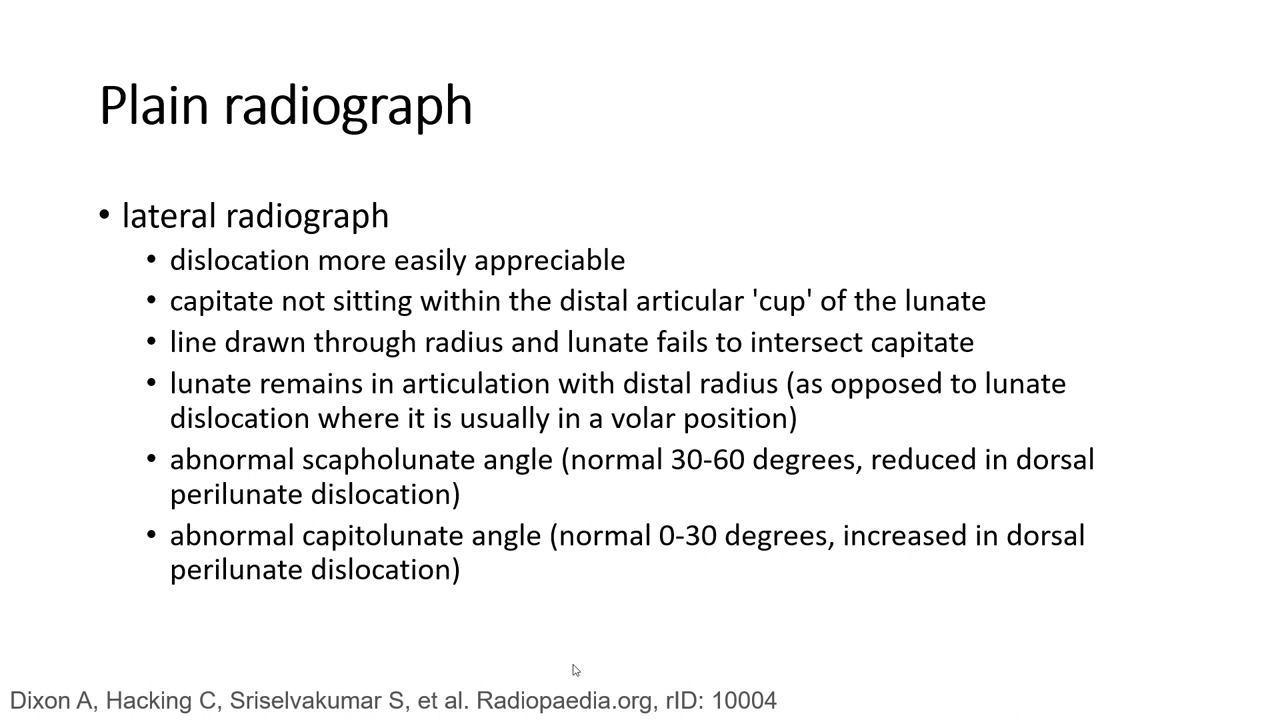 Plain radiograph
• lateral radiograph
• dislocation more easily appreciable
• capitate not sitting within the distal articular 'cup' of the lunate
• line drawn through radius and lunate fails to intersect capitate
• lunate remains in articulation with distal radius (as opposed to lunate
dislocation where it is usually in a volar position)
• abnormal scapholunate angle (normal 30-60 degrees, reduced in dorsal
perilunate dislocation)
• abnormal capitolunate angle (normal 0-30 degrees, increased in dorsal
perilunate dislocation)
Dixon A, Hacking C, Sriselvakumar S, et al. Radiopaedia.org, rID: 10004